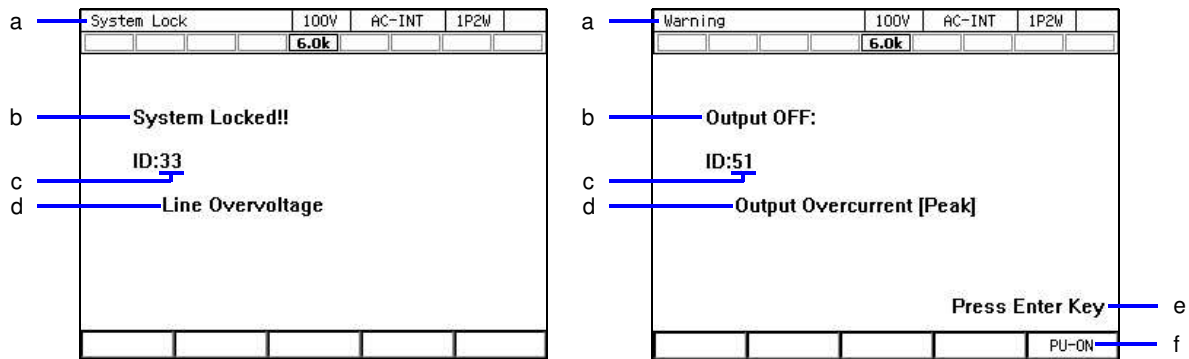 a System Lock 100V AC-INT 1P2W
6.0k
b System Locked!!
c ID:33
d Line Overvoltage
a Warning 100V AC-INT 1P2W
6.0k
b Output OFF:
c ID:51
d Output Overcurrent [Peak]
Press Enter Key e
PU-ON f